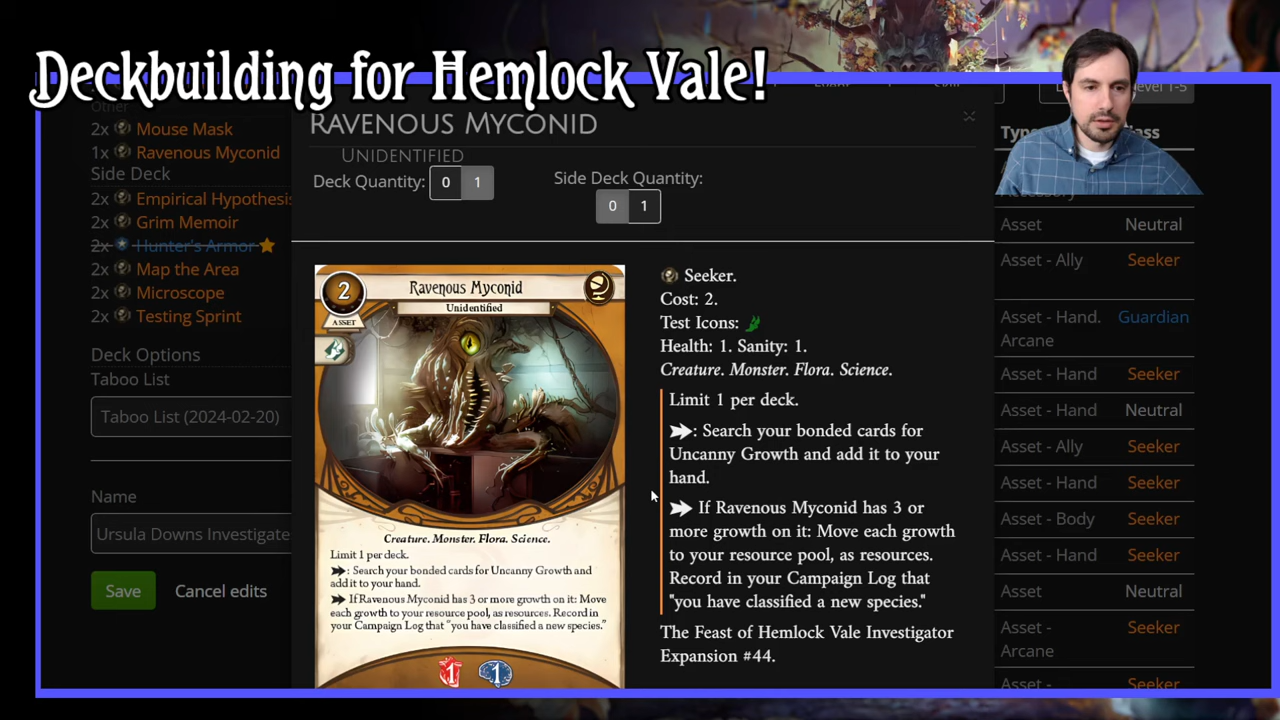 Deckbuilding for Hemlock Vale!
Other
2x Mouse Mask
1x Ravenous Myconid
Side Deck
2x Empirical Hypothesis
2x Grim Memoir
2x Hunter's Armor
2x Map the Area
2x Microscope
2x Testing Sprint
Deck Options
Taboo List
Taboo List (2024-02-20)
Name
Ursula Downs Investigate
Save Cancel edits
RAVENOUS MYCONID
UNIDENTIFIED
Deck Quantity: 0 1
Side Deck Quantity:
0 1
2
ASSET
Ravenous Myconid
Unidentified
Creature. Monster. Flora. Science.
Limit 1 per deck.
: Search your bonded cards for Uncanny Growth and
add it to your hand.
If Ravenous Myconid has 3 or more growth on it: Move
each growth to your resource pool, as resources. Record in
your Campaign Log that "you have classified a new species."
1 1
Seeker.
Cost: 2.
Test Icons:
Health: 1. Sanity: 1.
Creature. Monster. Flora. Science.
Limit 1 per deck.
: Search your bonded cards for
Uncanny Growth and add it to your
hand.
If Ravenous Myconid has 3 or
more growth on it: Move each growth
to your resource pool, as resources.
Record in your Campaign Log that
"you have classified a new species."
The Feast of Hemlock Vale Investigator
Expansion #44.
evel 1-5
Asset Neutral
Asset - Ally Seeker
Asset - Hand. Guardian
Arcane
Asset - Hand Seeker
Asset - Hand Neutral
Asset - Ally Seeker
Asset - Hand Seeker
Asset - Body Seeker
Asset - Hand Seeker
Asset Neutral
Asset - Seeker
Arcane
Asset - Seeker